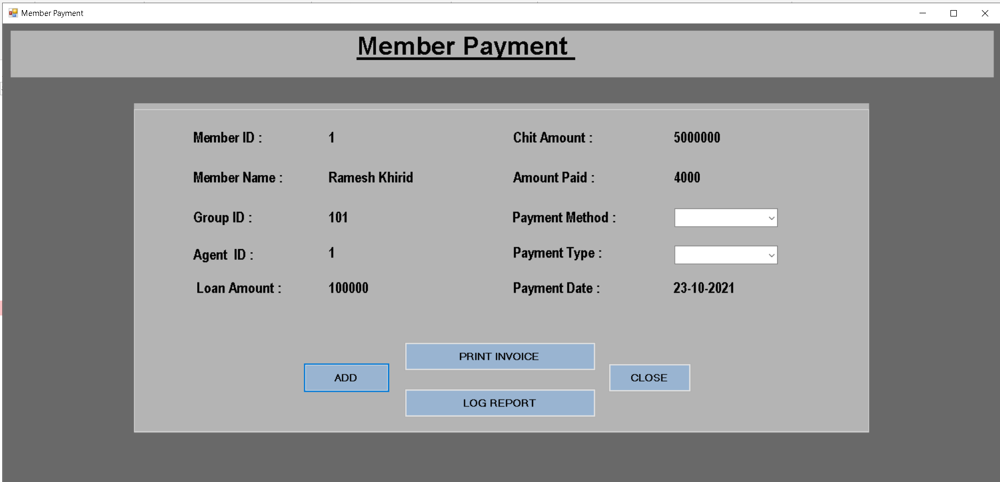 Member Payment
Member Payment
Member ID : 1 Chit Amount : 5000000
Member Name : Ramesh Khirid Amount Paid : 4000
Group ID : 101 Payment Method :
Agent ID : 1 Payment Type :
Loan Amount : 100000 Payment Date : 23-10-2021
PRINT INVOICE
ADD CLOSE
LOG REPORT